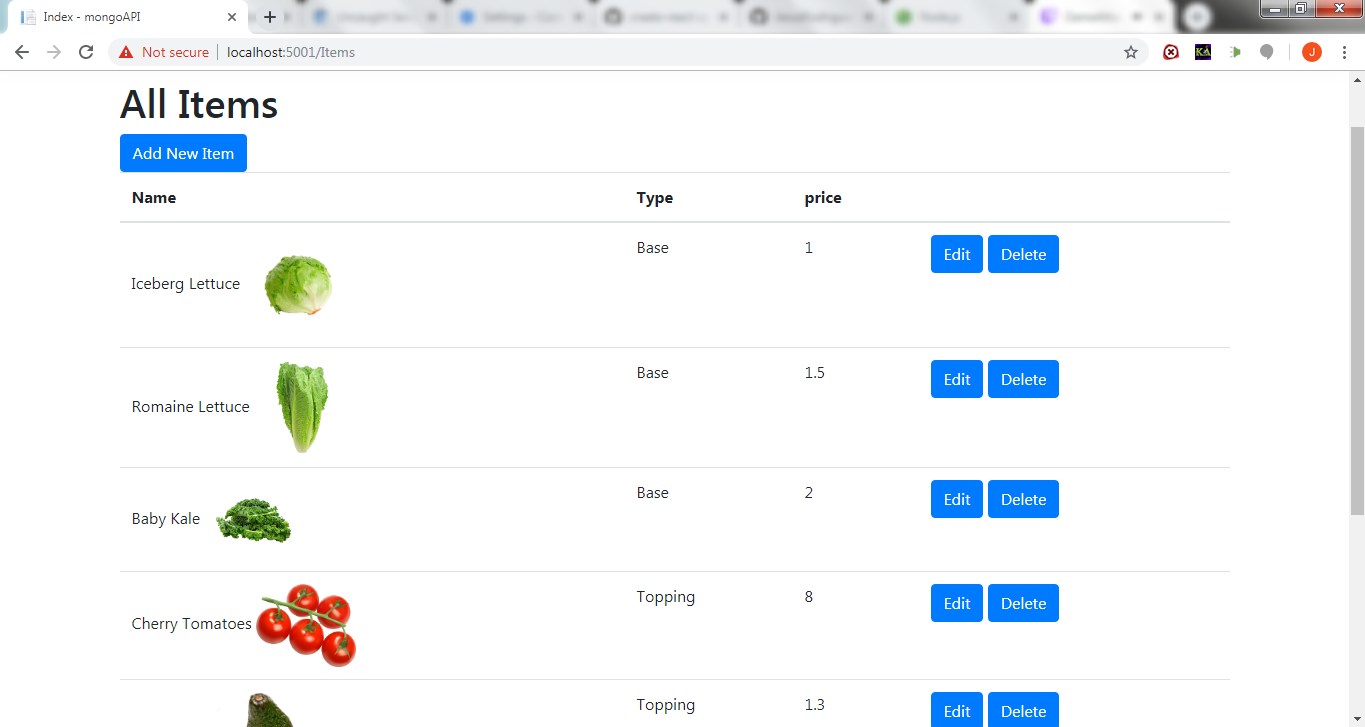 Index - mongoAPI
Not secure localhost:5001/Items
J
All Items
Add New Item
Name Type price
Iceberg Lettuce Base 1 Edit Delete
Romaine Lettuce Base 1.5 Edit Delete
Baby Kale Base 2 Edit Delete
Cherry Tomatoes Topping 8 Edit Delete
Topping 1.3 Edit Delete